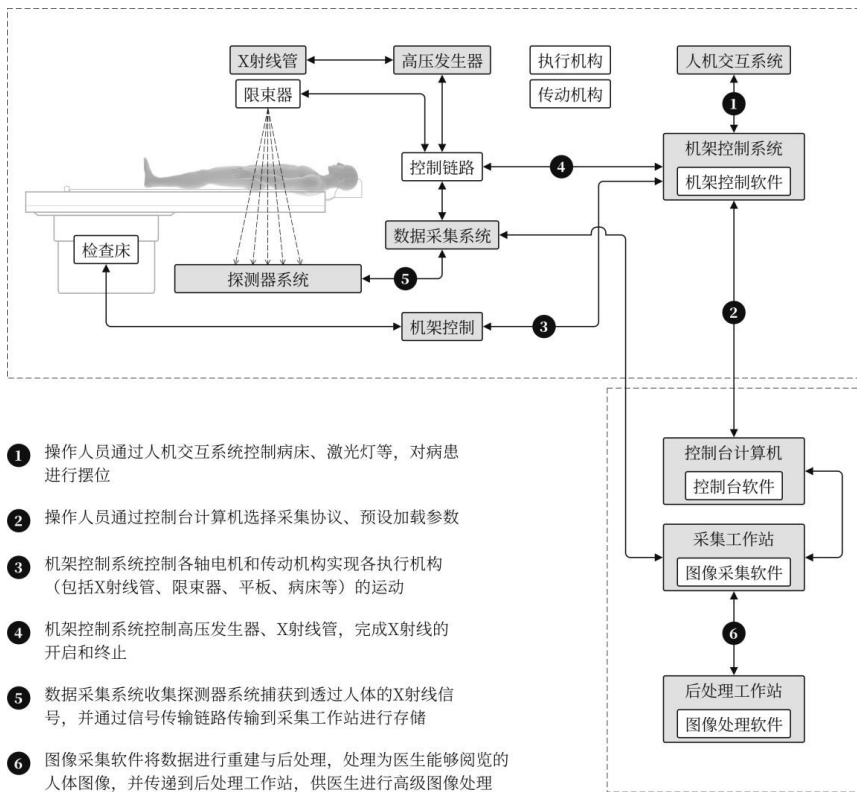 X射线管
高压发生器
执行机构
人机交互系统
限束器
传动机构
1
机架控制系统
控制链路
4
机架控制软件
数据采集系统
检查床
探测器系统
5
机架控制
3
2
控制台计算机
控制台软件
采集工作站
图像采集软件
6
后处理工作站
图像处理软件
1 操作人员通过人机交互系统控制病床、激光灯等，对病患
进行摆位
2 操作人员通过控制台计算机选择采集协议、预设加载参数
3 机架控制系统控制各轴电机和传动机构实现各执行机构
（包括X射线管、限束器、平板、病床等）的运动
4 机架控制系统控制高压发生器、X射线管，完成X射线的
开启和终止
5 数据采集系统收集探测器系统捕获到透过人体的X射线信
号，并通过信号传输链路传输到采集工作站进行存储
6 图像采集软件将数据进行重建与后处理，处理为医生能够阅览的
人体图像，并传递到后处理工作站，供医生进行高级图像处理